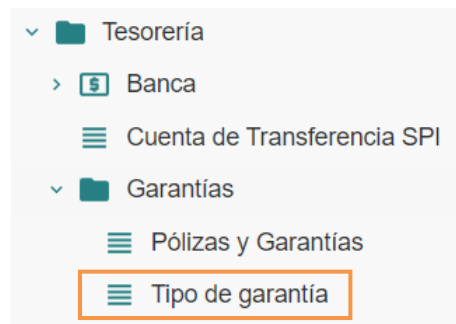 Tesorería
Banca
Cuenta de Transferencia SPI
Garantías
Pólizas y Garantías
Tipo de garantía